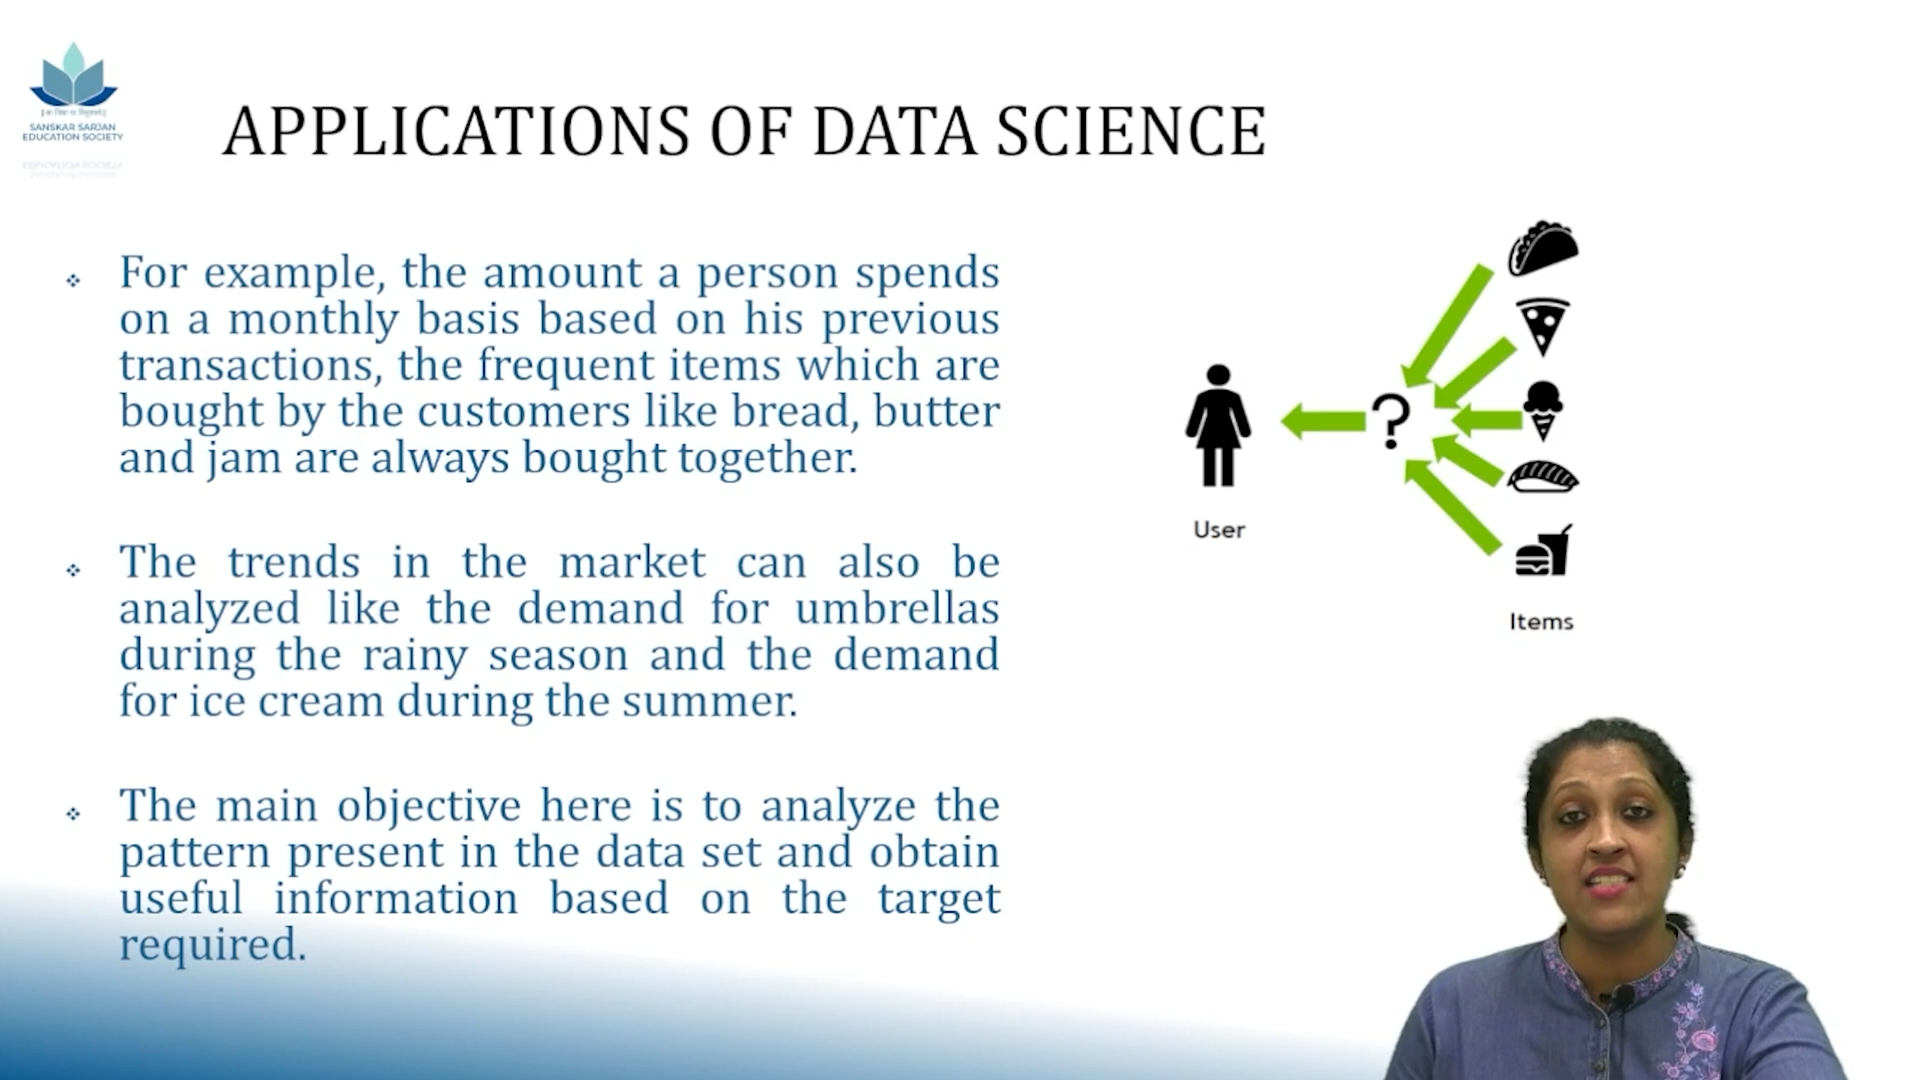 SANSKAR SARJAN
EDUCATION SOCIETY
APPLICATIONS OF DATA SCIENCE
For example, the amount a person spends
on a monthly basis based on his previous
transactions, the frequent items which are
bought by the customers like bread, butter
and jam are always bought together.
The trends in the market can also be
analyzed like the demand for umbrellas
during the rainy season and the demand
for ice cream during the summer.
The main objective here is to analyze the
pattern present in the data set and obtain
useful information based on the target
required.
?
User
Items